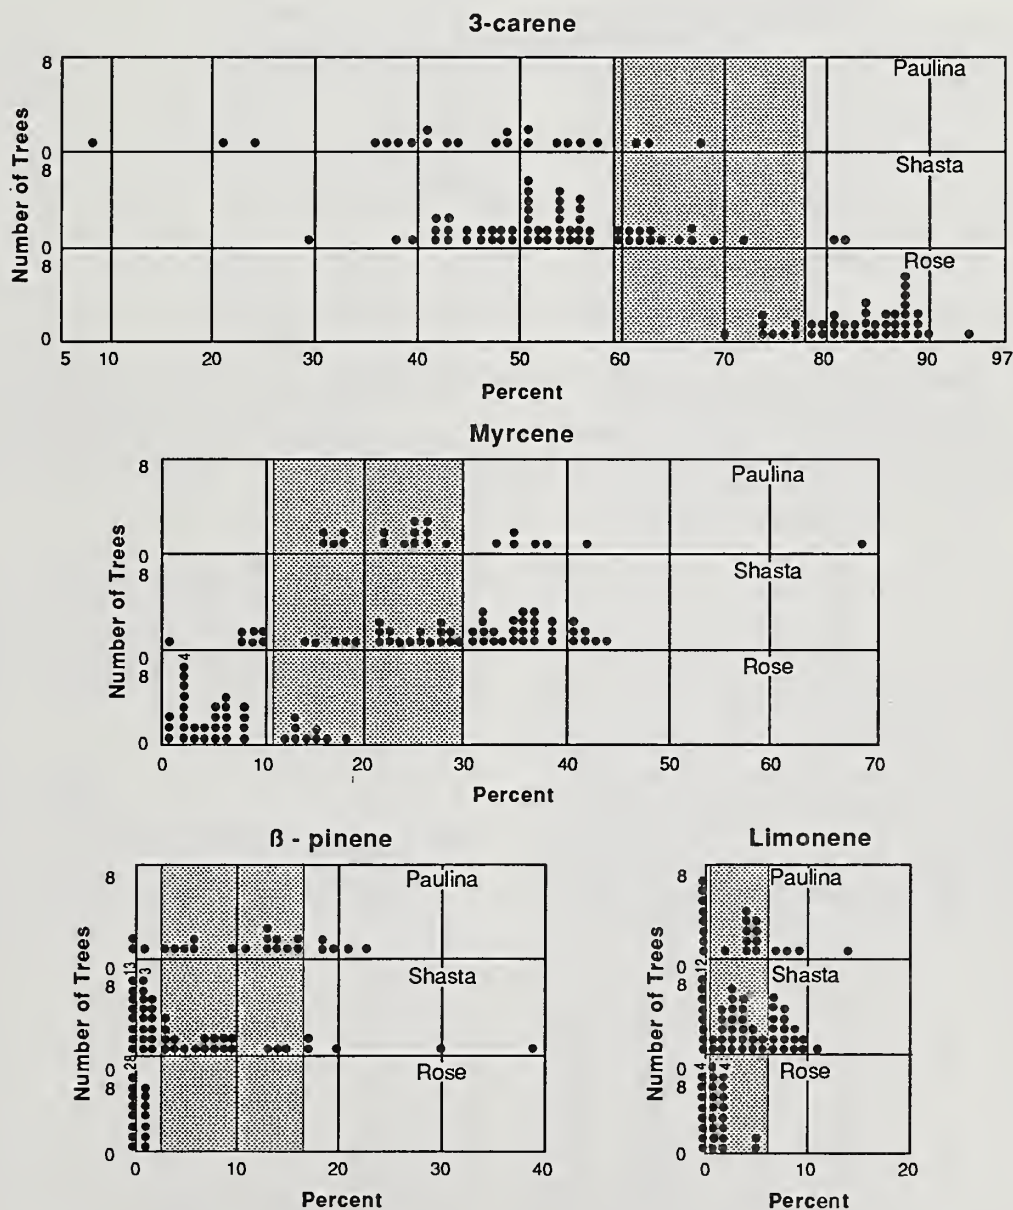 3-carene
Number of Trees
8
Paulina
0
8
Shasta
0
8
Rose
0
5 10 20 30 40 50 60 70 80 90 97
Percent
Myrcene
Number of Trees
8
Paulina
0
8
Shasta
0
8
4
Rose
0
0 10 20 30 40 50 60 70
Percent
ß - pinene
Number of Trees
8
Paulina
0
8
13
3
Shasta
0
8
28
Rose
0
0 10 20 30 40
Percent
Limonene
Number of Trees
8
Paulina
0
8
12
Shasta
0
8
4
4
Rose
0
0 10 20
Percent